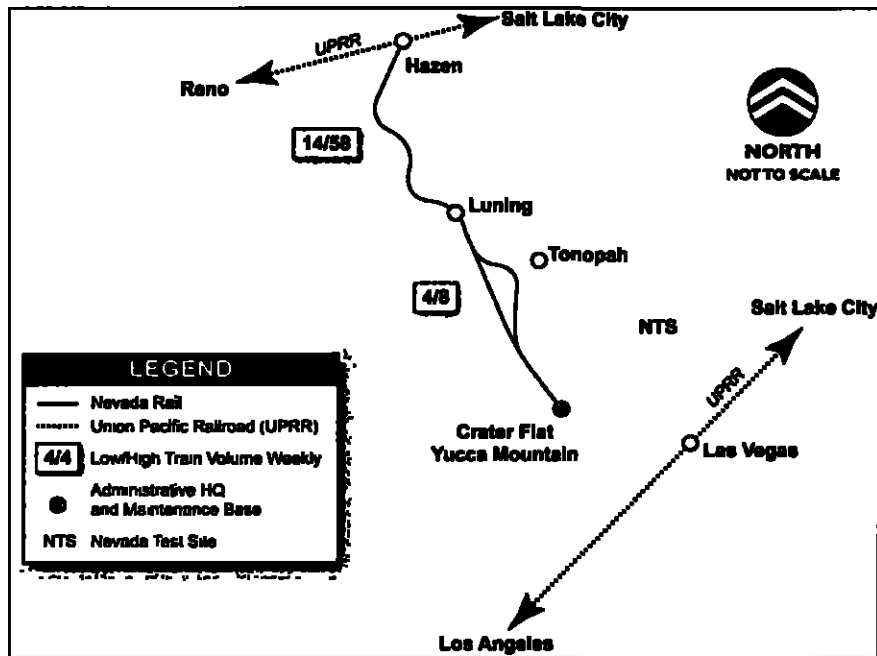 Salt Lake City
UPRR
Hazen
Reno
14/58
NORTH
NOT TO SCALE
Luning
Tonopah
4/8
NTS
Salt Lake City
UPRR
LEGEND
Nevada Rail
Union Pacific Railroad (UPRR)
4/4 Low/High Train Volume Weekly
Administrative HQ
and Maintenance Base
NTS Nevada Test Site
Crater Flat
Yucca Mountain
Las Vegas
Los Angeles